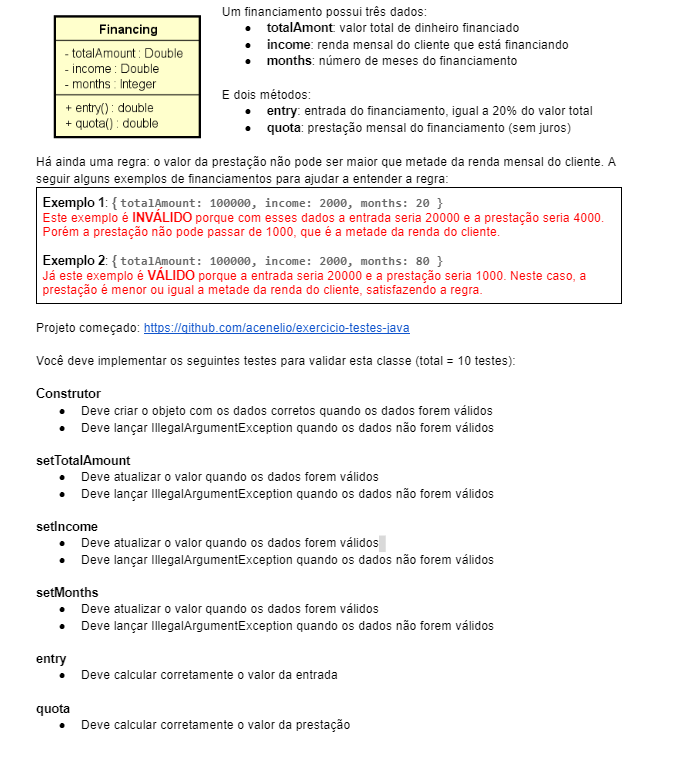 Financing
- totalAmount : Double
- income : Double
- months : Integer
+ entry() : double
+ quota() : double
Um financiamento possui três dados:
● totalAmont: valor total de dinheiro financiado
● income: renda mensal do cliente que está financiando
● months: número de meses do financiamento
E dois métodos:
● entry: entrada do financiamento, igual a 20% do valor total
● quota: prestação mensal do financiamento (sem juros)
Há ainda uma regra: o valor da prestação não pode ser maior que metade da renda mensal do cliente. A
seguir alguns exemplos de financiamentos para ajudar a entender a regra:
Exemplo 1: { totalAmount: 100000, income: 2000, months: 20 }
Este exemplo é INVÁLIDO porque com esses dados a entrada seria 20000 e a prestação seria 4000.
Porém a prestação não pode passar de 1000, que é a metade da renda do cliente.
Exemplo 2: { totalAmount: 100000, income: 2000, months: 80 }
Já este exemplo é VÁLIDO porque a entrada seria 20000 e a prestação seria 1000. Neste caso, a
prestação é menor ou igual a metade da renda do cliente, satisfazendo a regra.
Projeto começado: https://github.com/acenelio/exercicio-testes-java
Você deve implementar os seguintes testes para validar esta classe (total = 10 testes):
Construtor
● Deve criar o objeto com os dados corretos quando os dados forem válidos
● Deve lançar IllegalArgumentException quando os dados não forem válidos
setTotalAmount
● Deve atualizar o valor quando os dados forem válidos
● Deve lançar IllegalArgumentException quando os dados não forem válidos
setIncome
● Deve atualizar o valor quando os dados forem válidos
● Deve lançar IllegalArgumentException quando os dados não forem válidos
setMonths
● Deve atualizar o valor quando os dados forem válidos
● Deve lançar IllegalArgumentException quando os dados não forem válidos
entry
● Deve calcular corretamente o valor da entrada
quota
● Deve calcular corretamente o valor da prestação